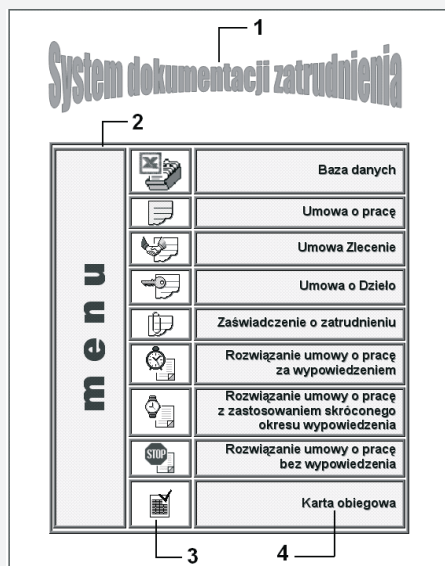 1
System dokumentacji zatrudnienia
2
menu
Baza danych
Umowa o pracę
Umowa Zlecenie
Umowa o Dzieło
Zaświadczenie o zatrudnieniu
Rozwiązanie umowy o pracę
za wypowiedzeniem
Rozwiązanie umowy o pracę
z zastosowaniem skróconego
okresu wypowiedzenia
STOP
Rozwiązanie umowy o pracę
bez wypowiedzenia
Karta obiegowa
3
4